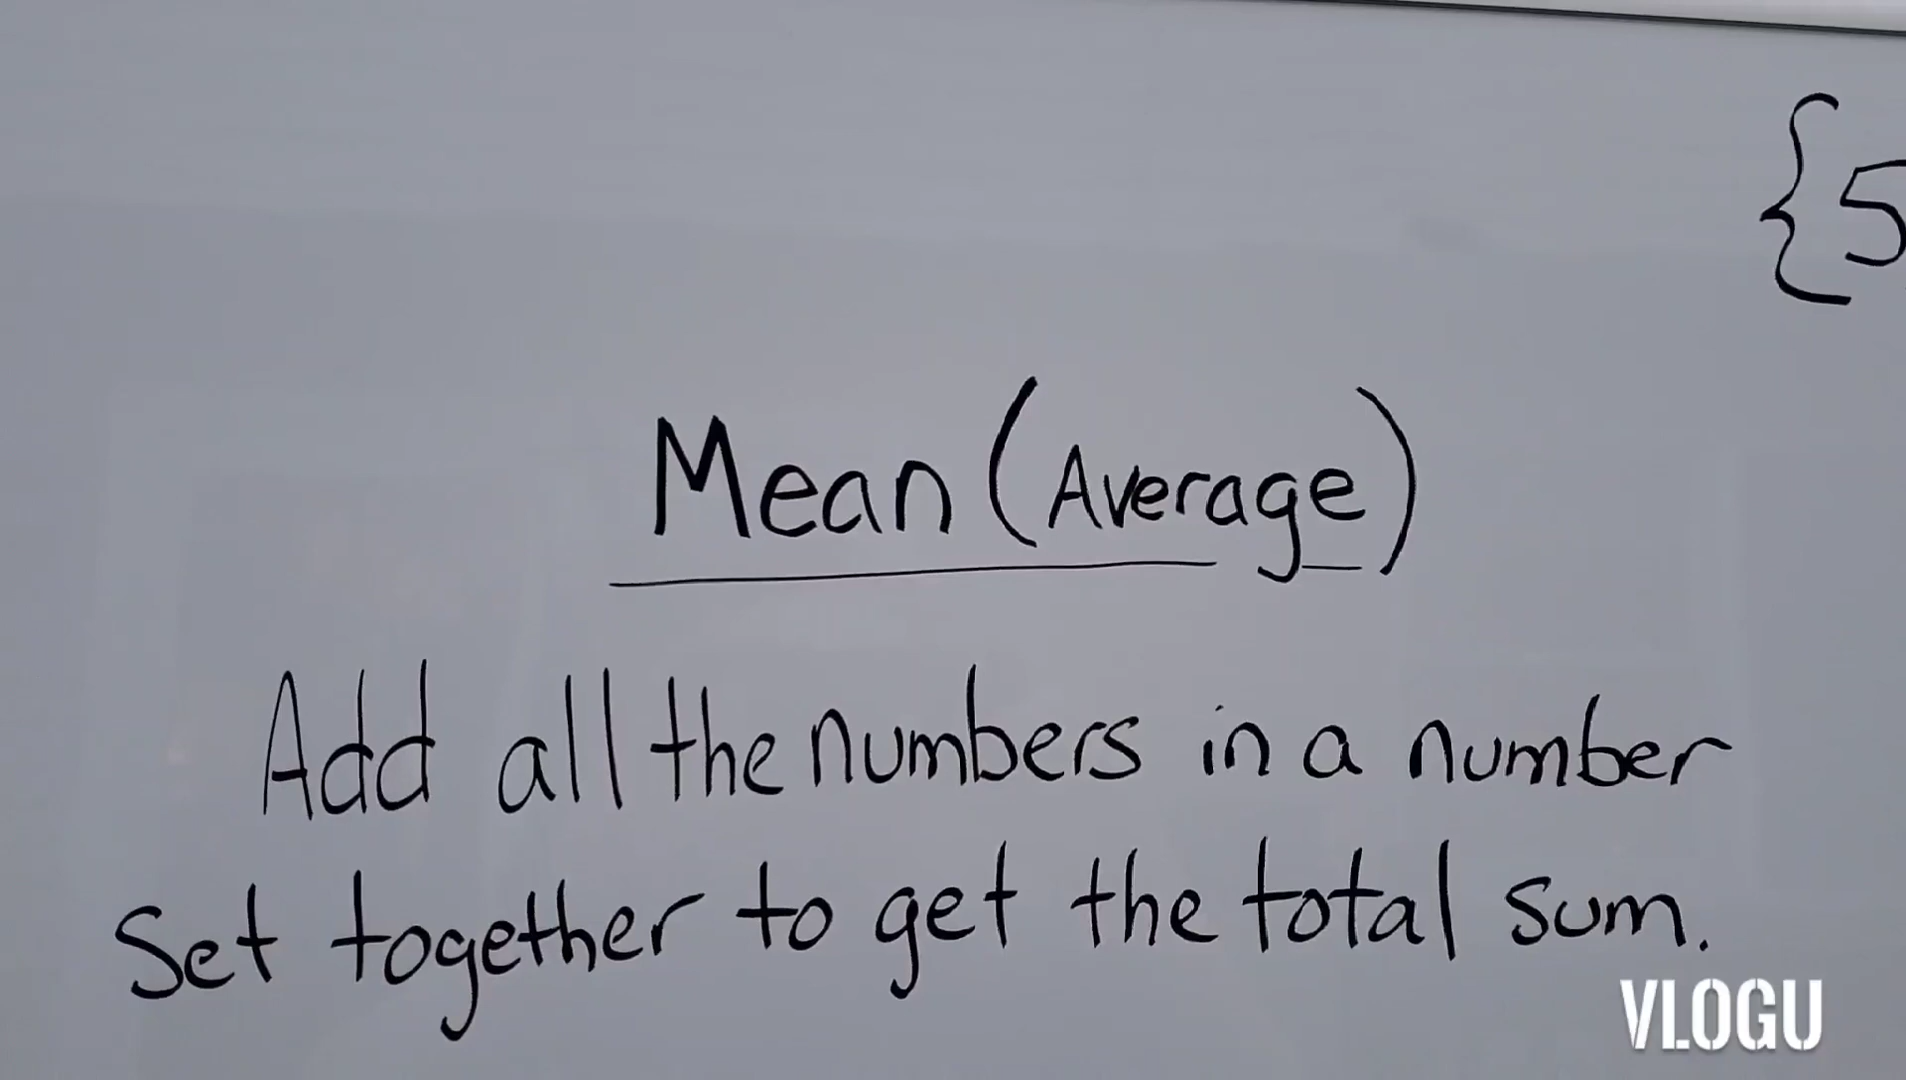 {5
Mean (Average)
Add all the numbers in a number
Set together to get the total sum.
VLOGU